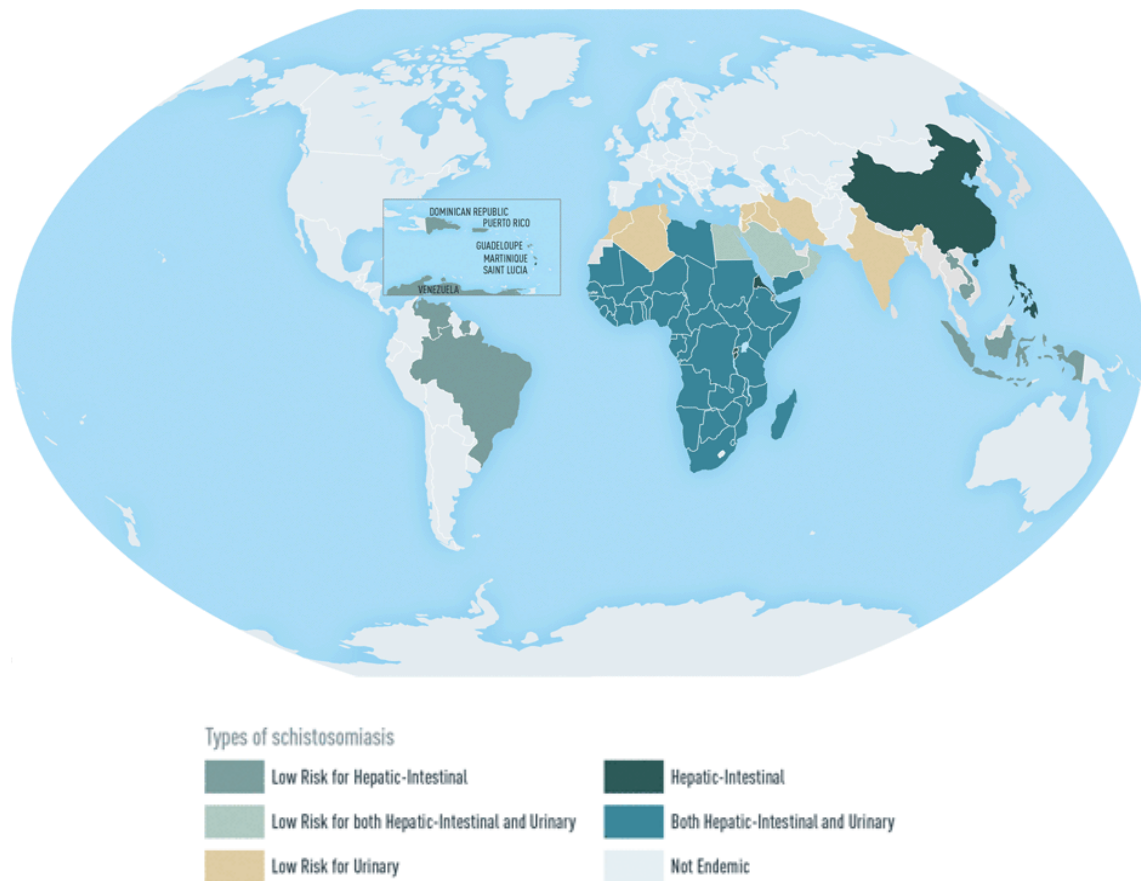 DOMINICAN REPUBLIC
PUERTO RICO
GUADELOUPE
MARTINIQUE
SAINT LUCIA
VENEZUELA
Types of schistosomiasis
Low Risk for Hepatic-Intestinal
Hepatic-Intestinal
Low Risk for both Hepatic-Intestinal and Urinary
Both Hepatic-Intestinal and Urinary
Low Risk for Urinary
Not Endemic